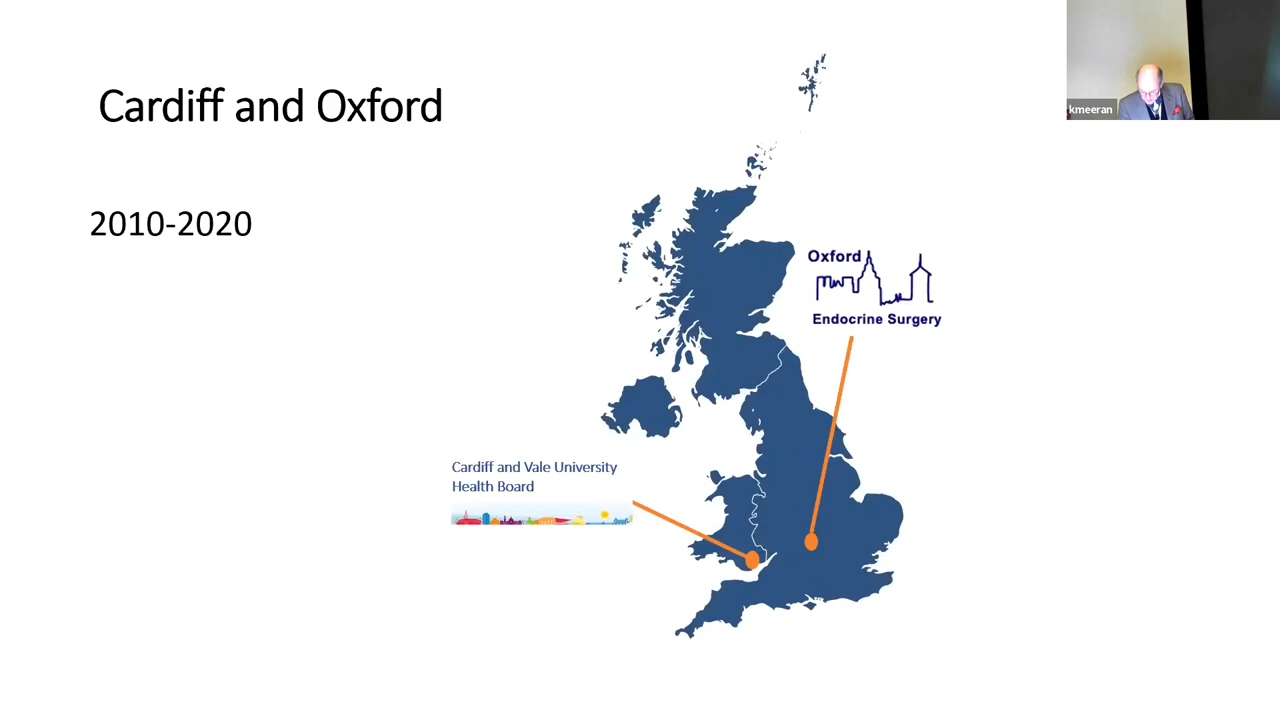 Cardiff and Oxford
2010-2020
kmeeran
Oxford
Endocrine Surgery
Cardiff and Vale University
Health Board